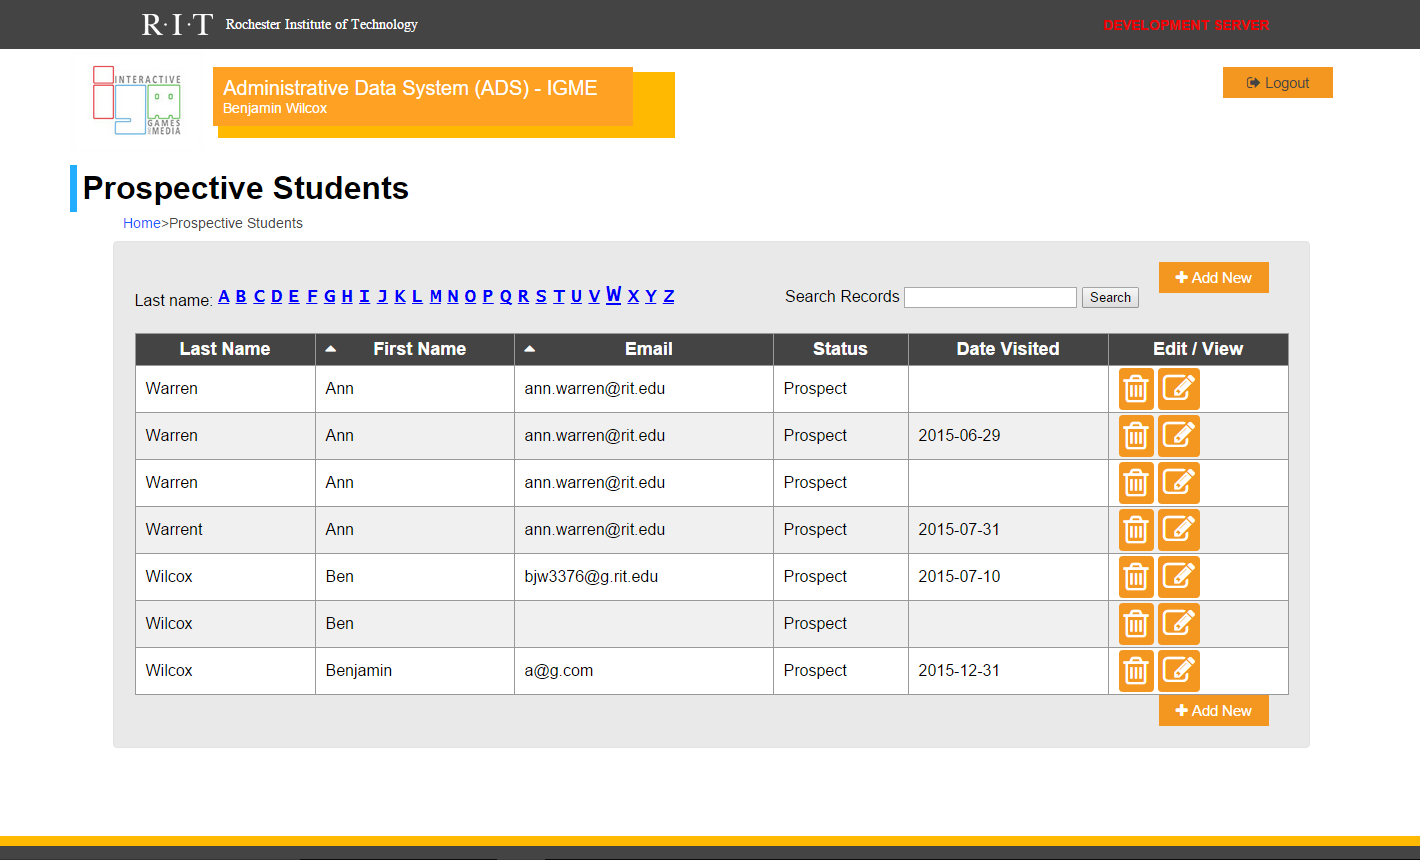 R·I·T Rochester Institute of Technology DEVELOPMENT SERVER
INTERACTIVE
GAMES
AND MEDIA
Administrative Data System (ADS) - IGME
Benjamin Wilcox
Logout
Prospective Students
Home>Prospective Students
Add New
Last name: A B C D E F G H I J K L M N O P Q R S T U V W X Y Z Search Records Search
Last Name First Name Email Status Date Visited Edit / View
Warren Ann ann.warren@rit.edu Prospect
Warren Ann ann.warren@rit.edu Prospect 2015-06-29
Warren Ann ann.warren@rit.edu Prospect
Warrent Ann ann.warren@rit.edu Prospect 2015-07-31
Wilcox Ben bjw3376@g.rit.edu Prospect 2015-07-10
Wilcox Ben Prospect
Wilcox Benjamin a@g.com Prospect 2015-12-31
Add New